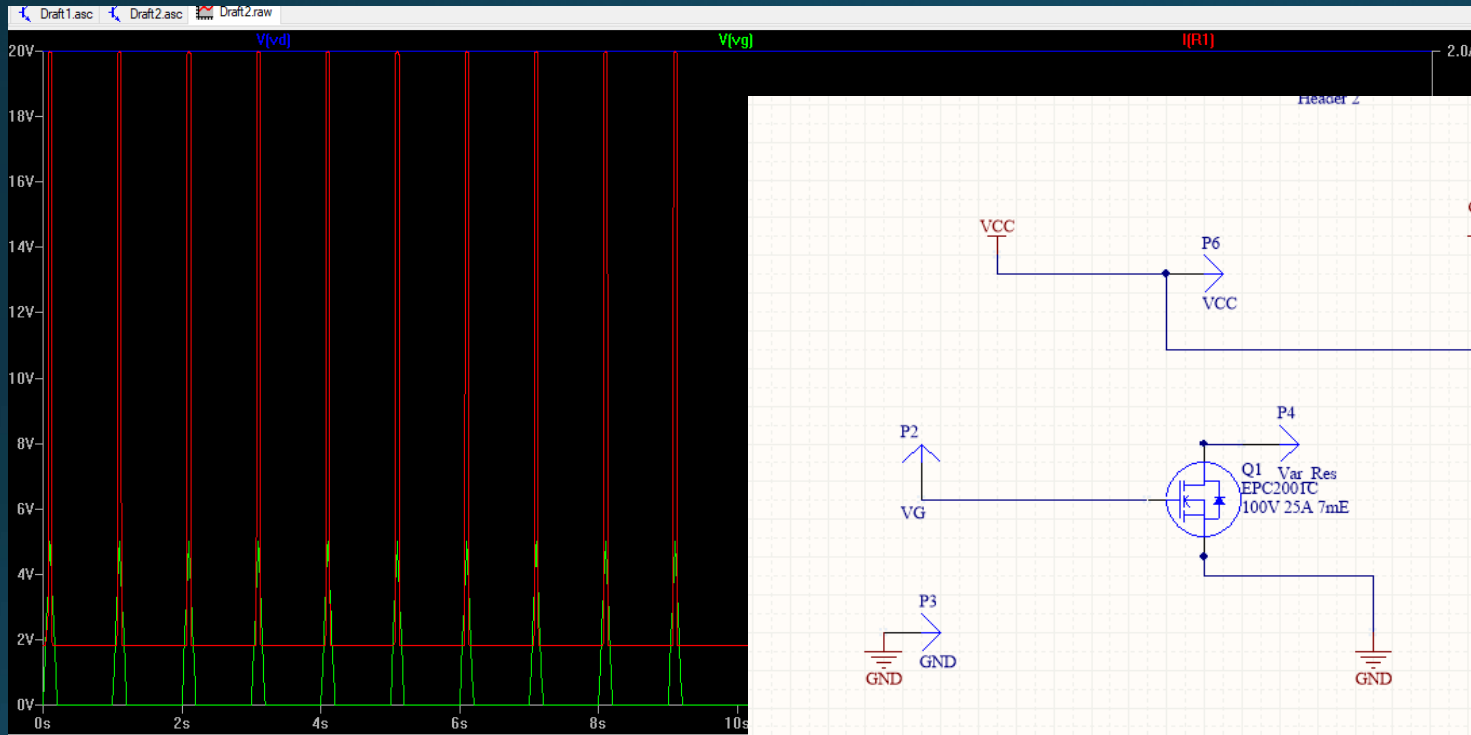 Draft1.asc Draft2.asc Draft2.raw
V(vd) V(vg) I(R1)
20V
18V
16V
14V
12V
10V
8V
6V
4V
2V
0V
0s 2s 4s 6s 8s 10s
2.0
Header 2
VCC
P6
VCC
P4
P2
Q1 Var_Res
EPC2001C
100V 25A 7mE
VG
P3
GND
GND
GND